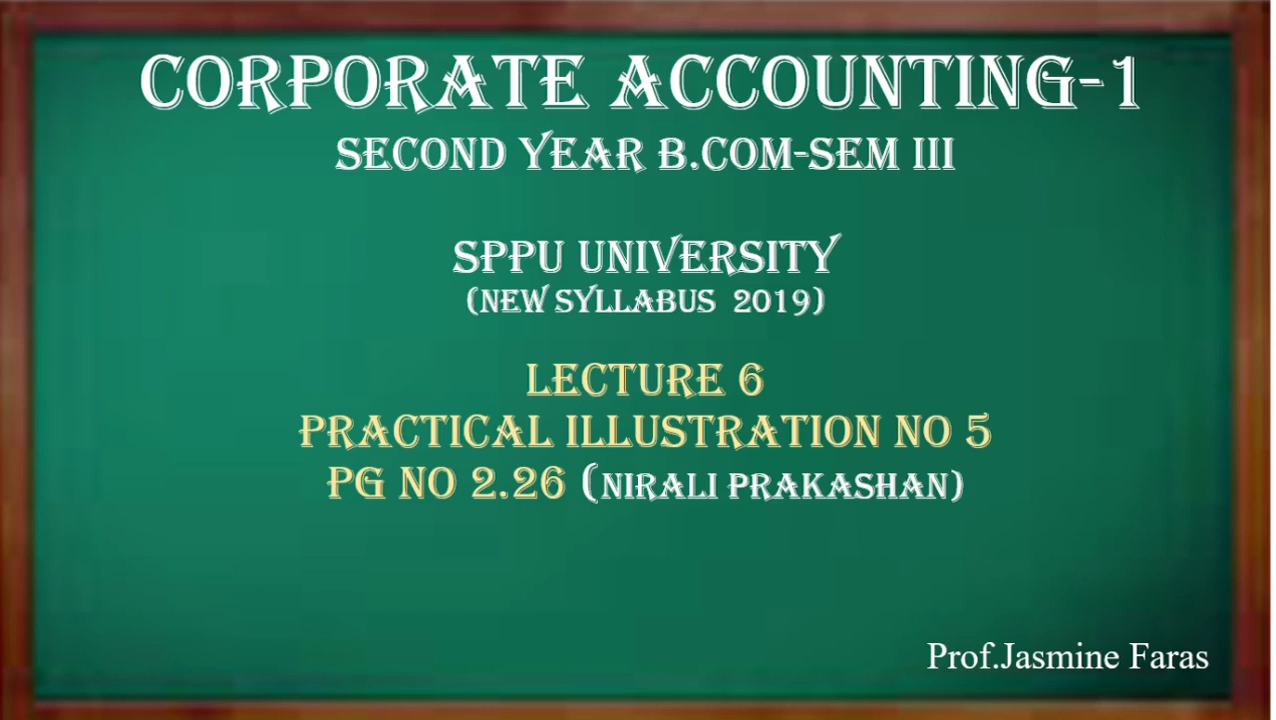 CORPORATE ACCOUNTING-1
SECOND YEAR B.COM-SEM III
SPPU UNIVERSITY
(NEW SYLLABUS 2019)
LECTURE 6
PRACTICAL ILLUSTRATION NO 5
PG NO 2.26 (NIRALI PRAKASHAN)
Prof.Jasmine Faras